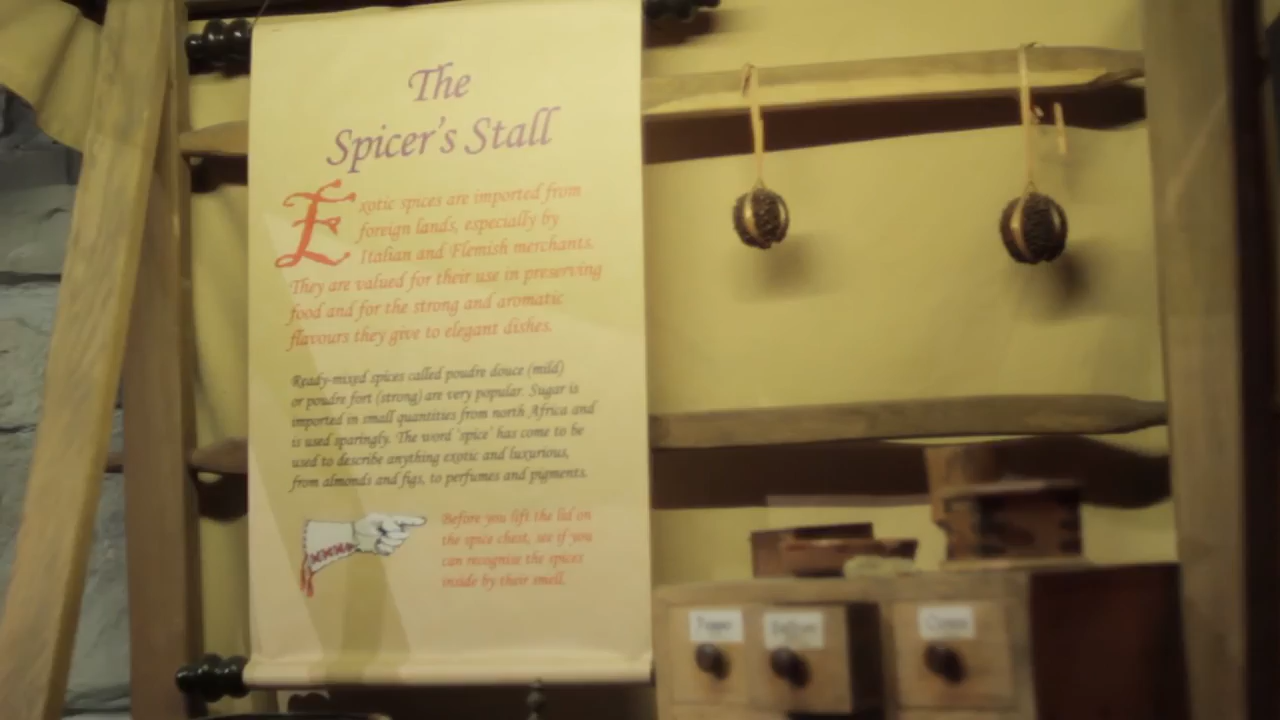 The
Spicer's Stall
Exotic spices are imported from
foreign lands, especially by
Italian and Flemish merchants.
They are valued for their use in preserving
food and for the strong and aromatic
flavours they give to elegant dishes.
Ready-mixed spices called poudre douce (mild)
or poudre fort (strong) are very popular. Sugar is
imported in small quantities from north Africa and
is used sparingly. The word 'spice' has come to be
used to describe anything exotic and luxurious,
from almonds and figs, to perfumes and pigments.
Before you lift the lid on
the spice chest, see if you
can recognise the spices
inside by their smell.
Pepper